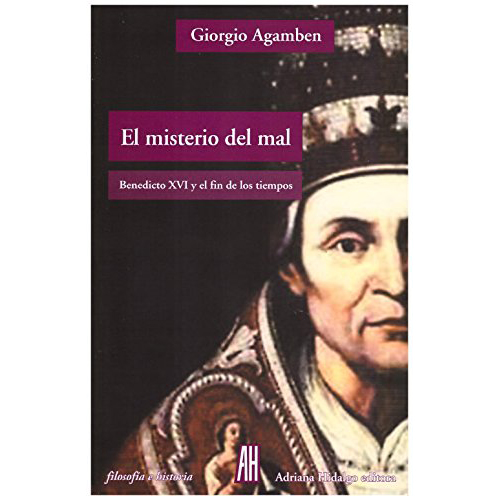 Giorgio Agamben
El misterio del mal
Benedicto XVI y el fin de los tiempos
filosofía e historia
AH
Adriana Hidalgo editora